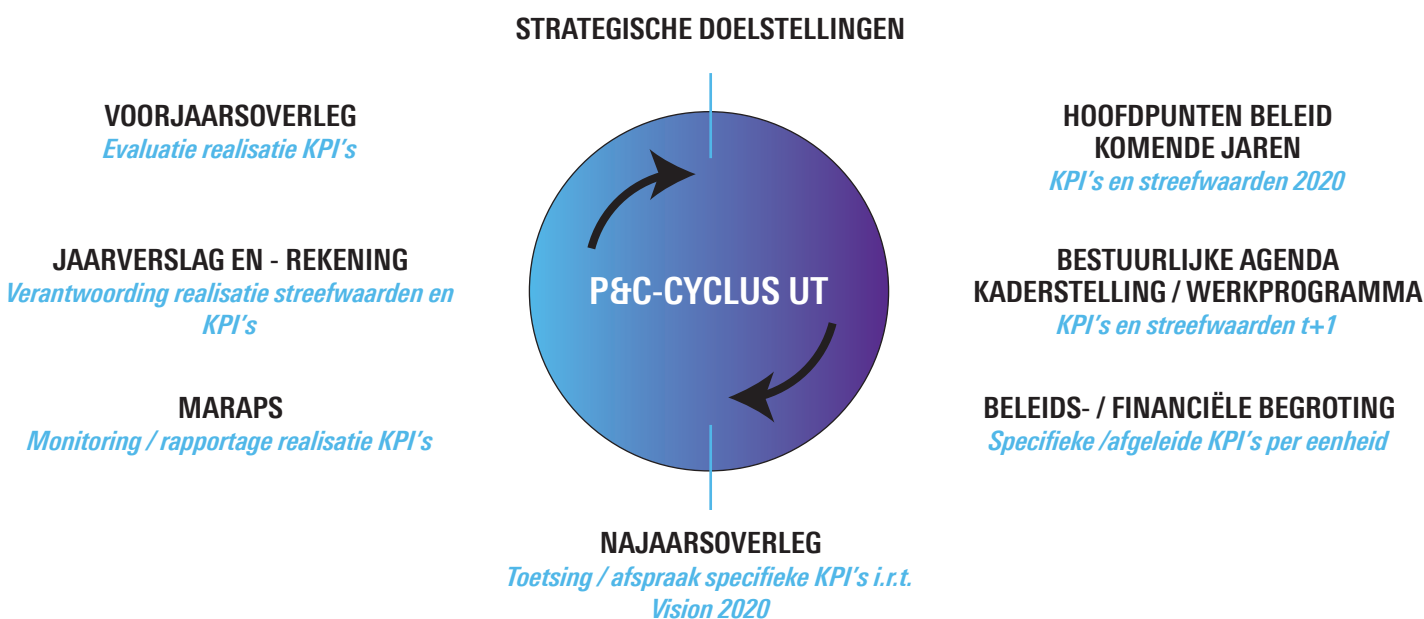 STRATEGISCHE DOELSTELLINGEN
VOORJAARSOVERLEG
Evaluatie realisatie KPI's
JAARVERSLAG EN - REKENING
Verantwoording realisatie streefwaarden en
KPI's
MARAPS
Monitoring / rapportage realisatie KPI's
P&C-CYCLUS UT
HOOFDPUNTEN BELEID
KOMENDE JAREN
KPI's en streefwaarden 2020
BESTUURLIJKE AGENDA
KADERSTELLING / WERKPROGRAMMA
KPI's en streefwaarden t+1
BELEIDS- / FINANCIËLE BEGROTING
Specifieke /afgeleide KPI's per eenheid
NAJAARSOVERLEG
Toetsing / afspraak specifieke KPI's i.r.t.
Vision 2020